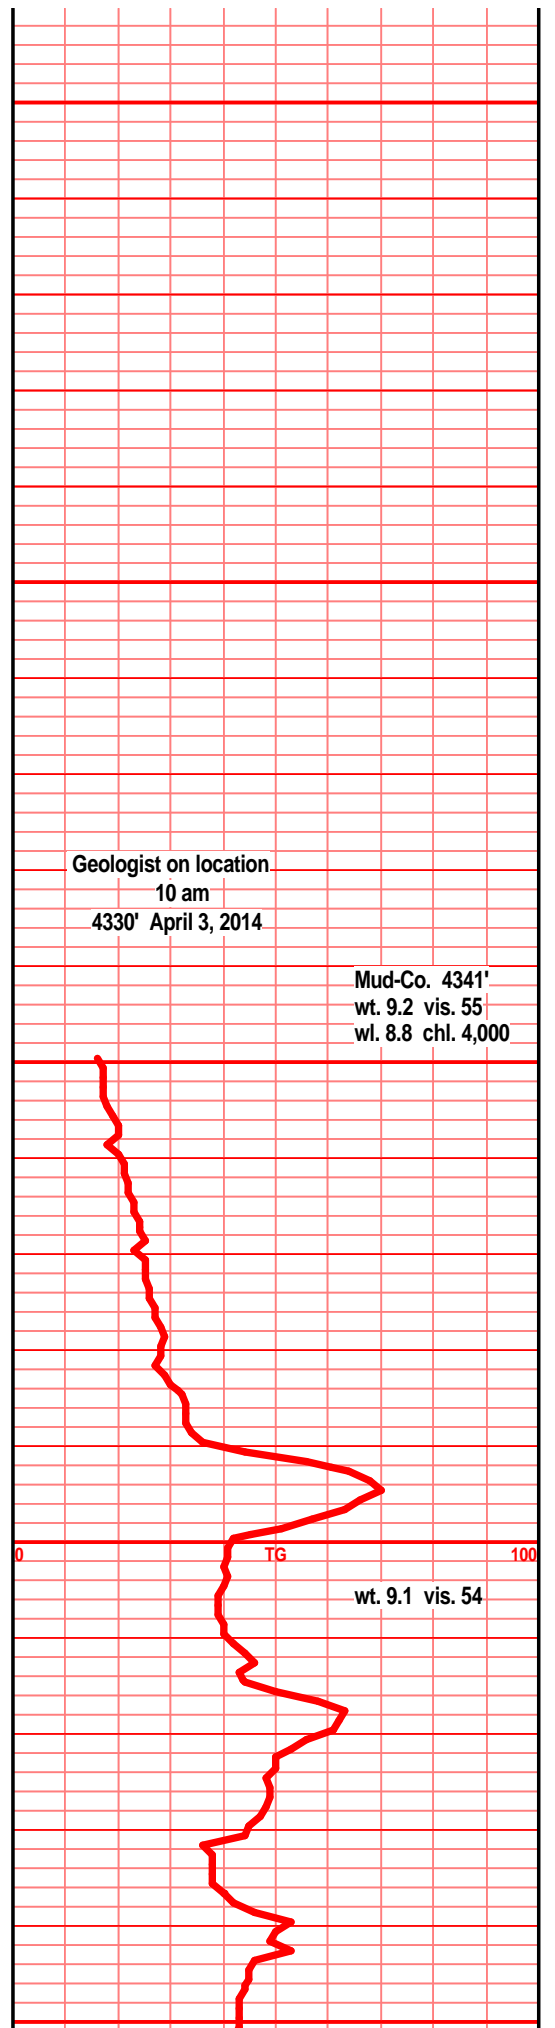 Geologist on location
10 am
4330' April 3, 2014
Mud-Co. 4341'
wt. 9.2 vis. 55
wl. 8.8 chl. 4,000
0 TG 100
wt. 9.1 vis. 54